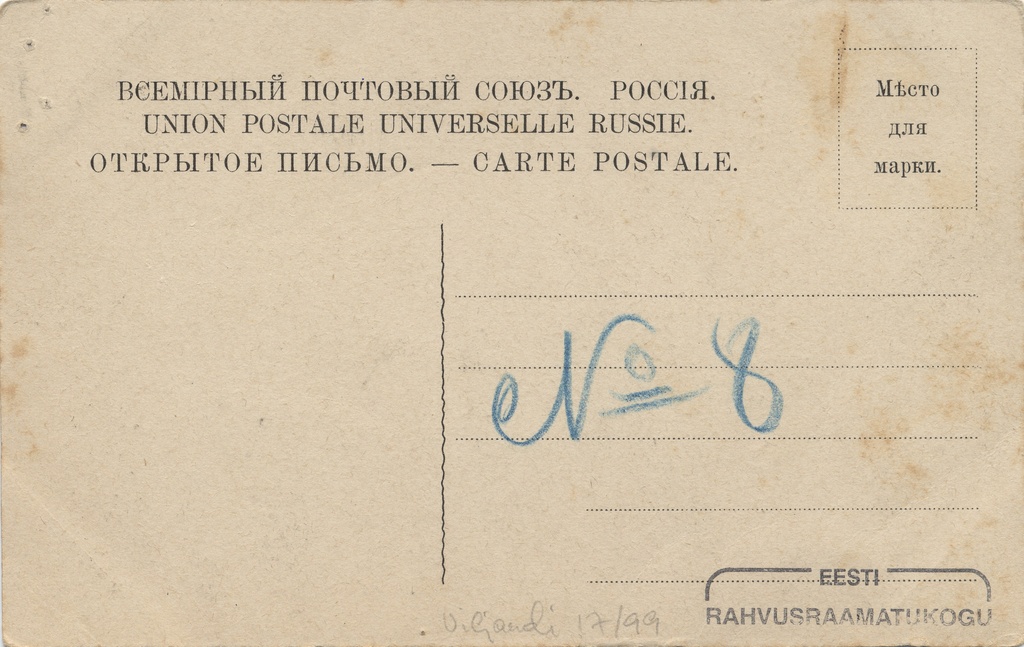 ВСЕМІРНЫЙ ПОЧТОВЫЙ СОЮЗЪ. РОССІЯ.
UNION POSTALE UNIVERSELLE RUSSIE.
ОТКРЫТОЕ ПИСЬМО. — CARTE POSTALE.
Мѣсто
для
марки.
№ 8
EESTI
RAHVUSRAAMATUKOGU
Viljandi 17/99